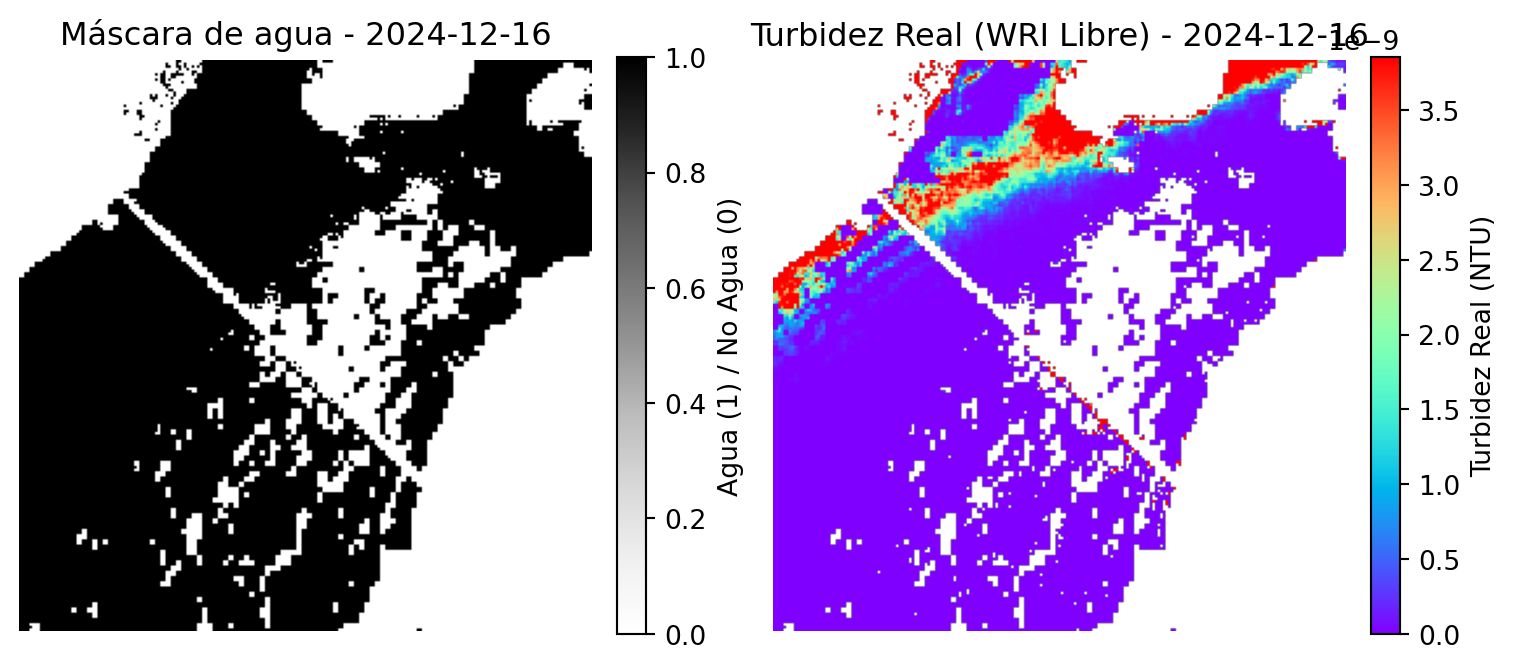 Máscara de agua - 2024-12-16
1.0
0.8
0.6
0.4
0.2
0.0
Agua (1) / No Agua (0)
Turbidez Real (WRI Libre) - 2024-12-16
1e−9
3.5
3.0
2.5
2.0
1.5
1.0
0.5
0.0
Turbidez Real (NTU)